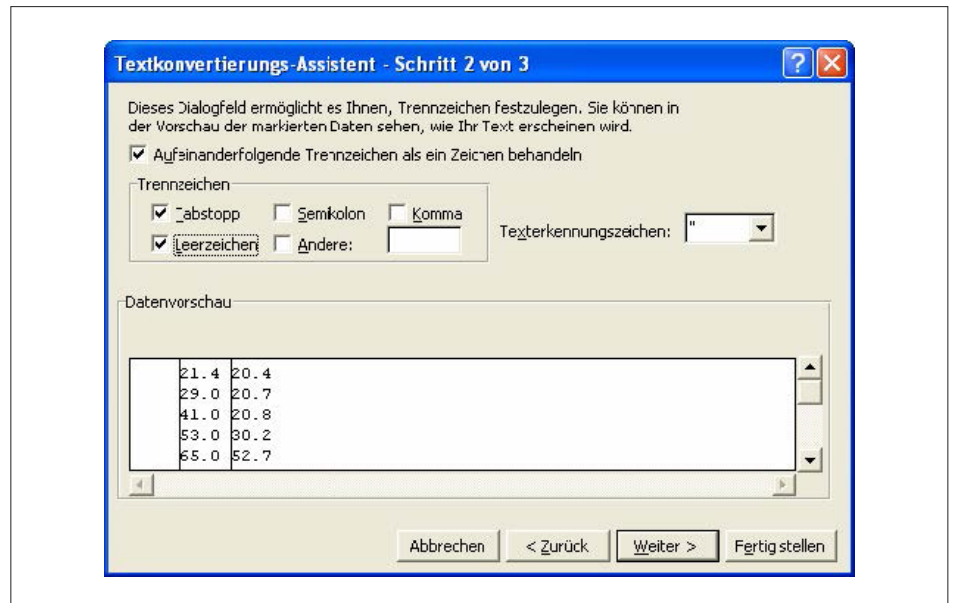 Textkonvertierungs-Assistent - Schritt 2 von 3
Dieses Dialogfeld ermöglicht es Ihnen, Trennzeichen festzulegen. Sie können in
der Vorschau der markierten Daten sehen, wie Ihr Text erscheinen wird.
Aufeinanderfolgende Trennzeichen als ein Zeichen behandeln
Trennzeichen
Tabstopp Semikolon Komma
Leerzeichen Andere:
Texterkennungszeichen: "
Datenvorschau
21.4 20.4
29.0 20.7
41.0 20.8
53.0 30.2
65.0 52.7
Abbrechen < Zurück Weiter > Fertig stellen